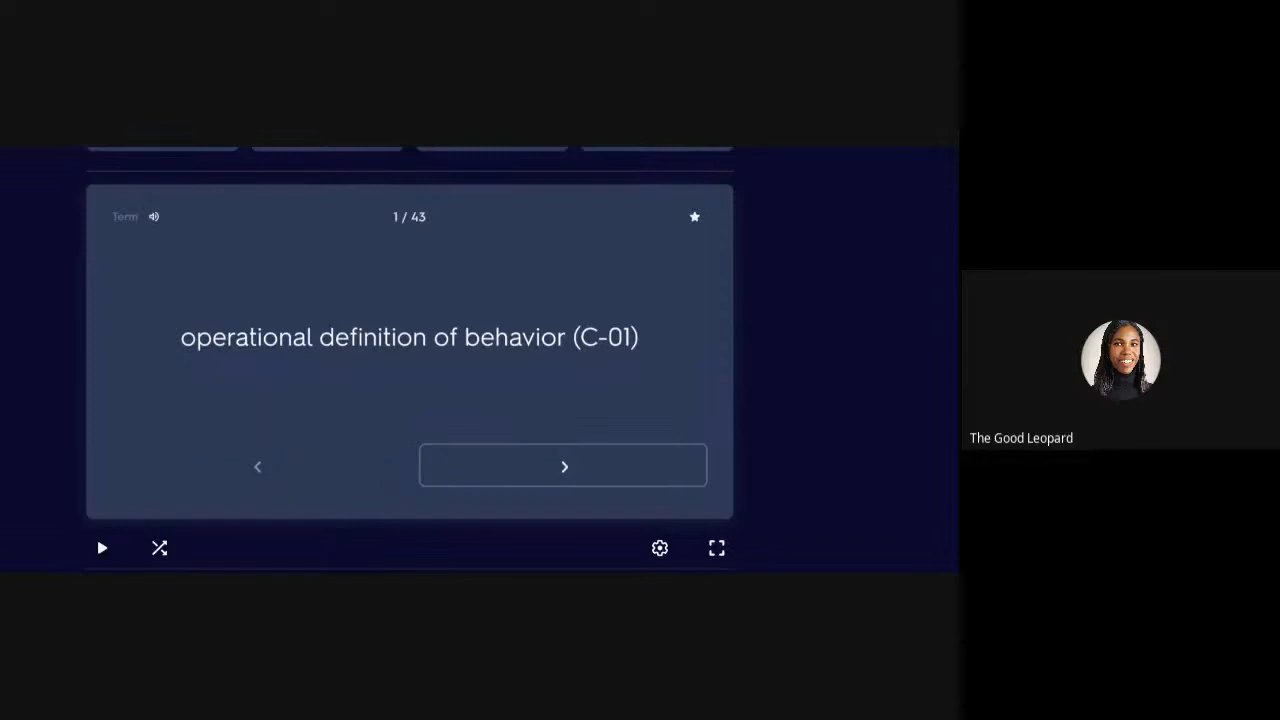 Term
1 / 43
operational definition of behavior (C-01)
The Good Leopard